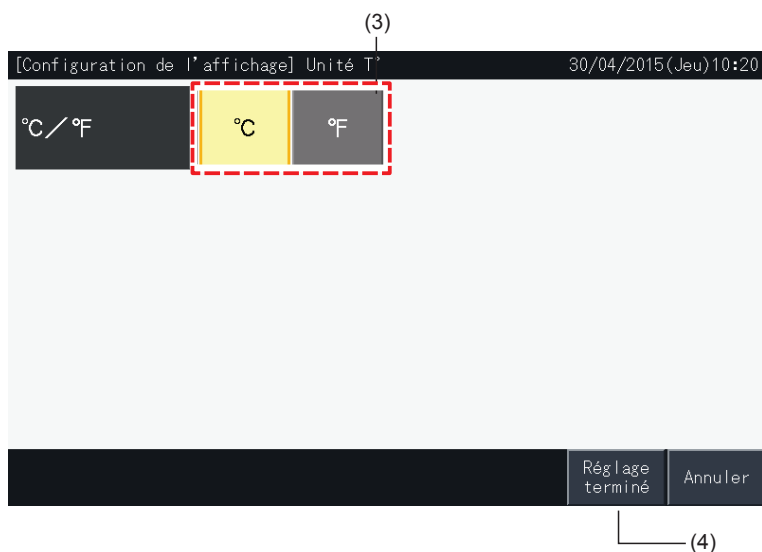 (3)
[Configuration de l'affichage] Unité T° 30/04/2015(Jeu)10:20
℃／℉ ℃ ℉
Réglage
terminé
Annuler
(4)